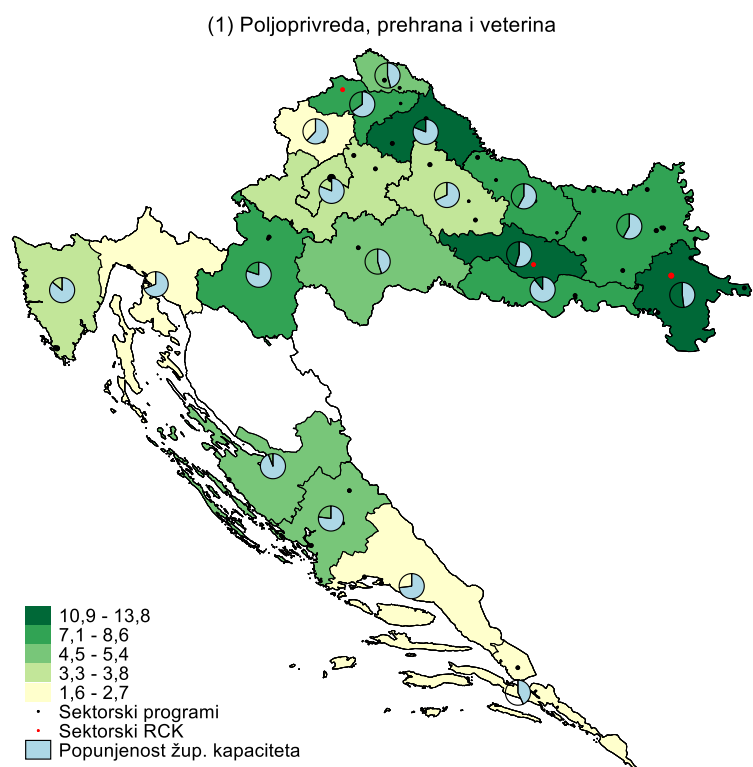 (1) Poljoprivreda, prehrana i veterina
10,9 - 13,8
7,1 - 8,6
4,5 - 5,4
3,3 - 3,8
1,6 - 2,7
Sektorski programi
Sektorski RCK
Popunjenost žup. kapaciteta